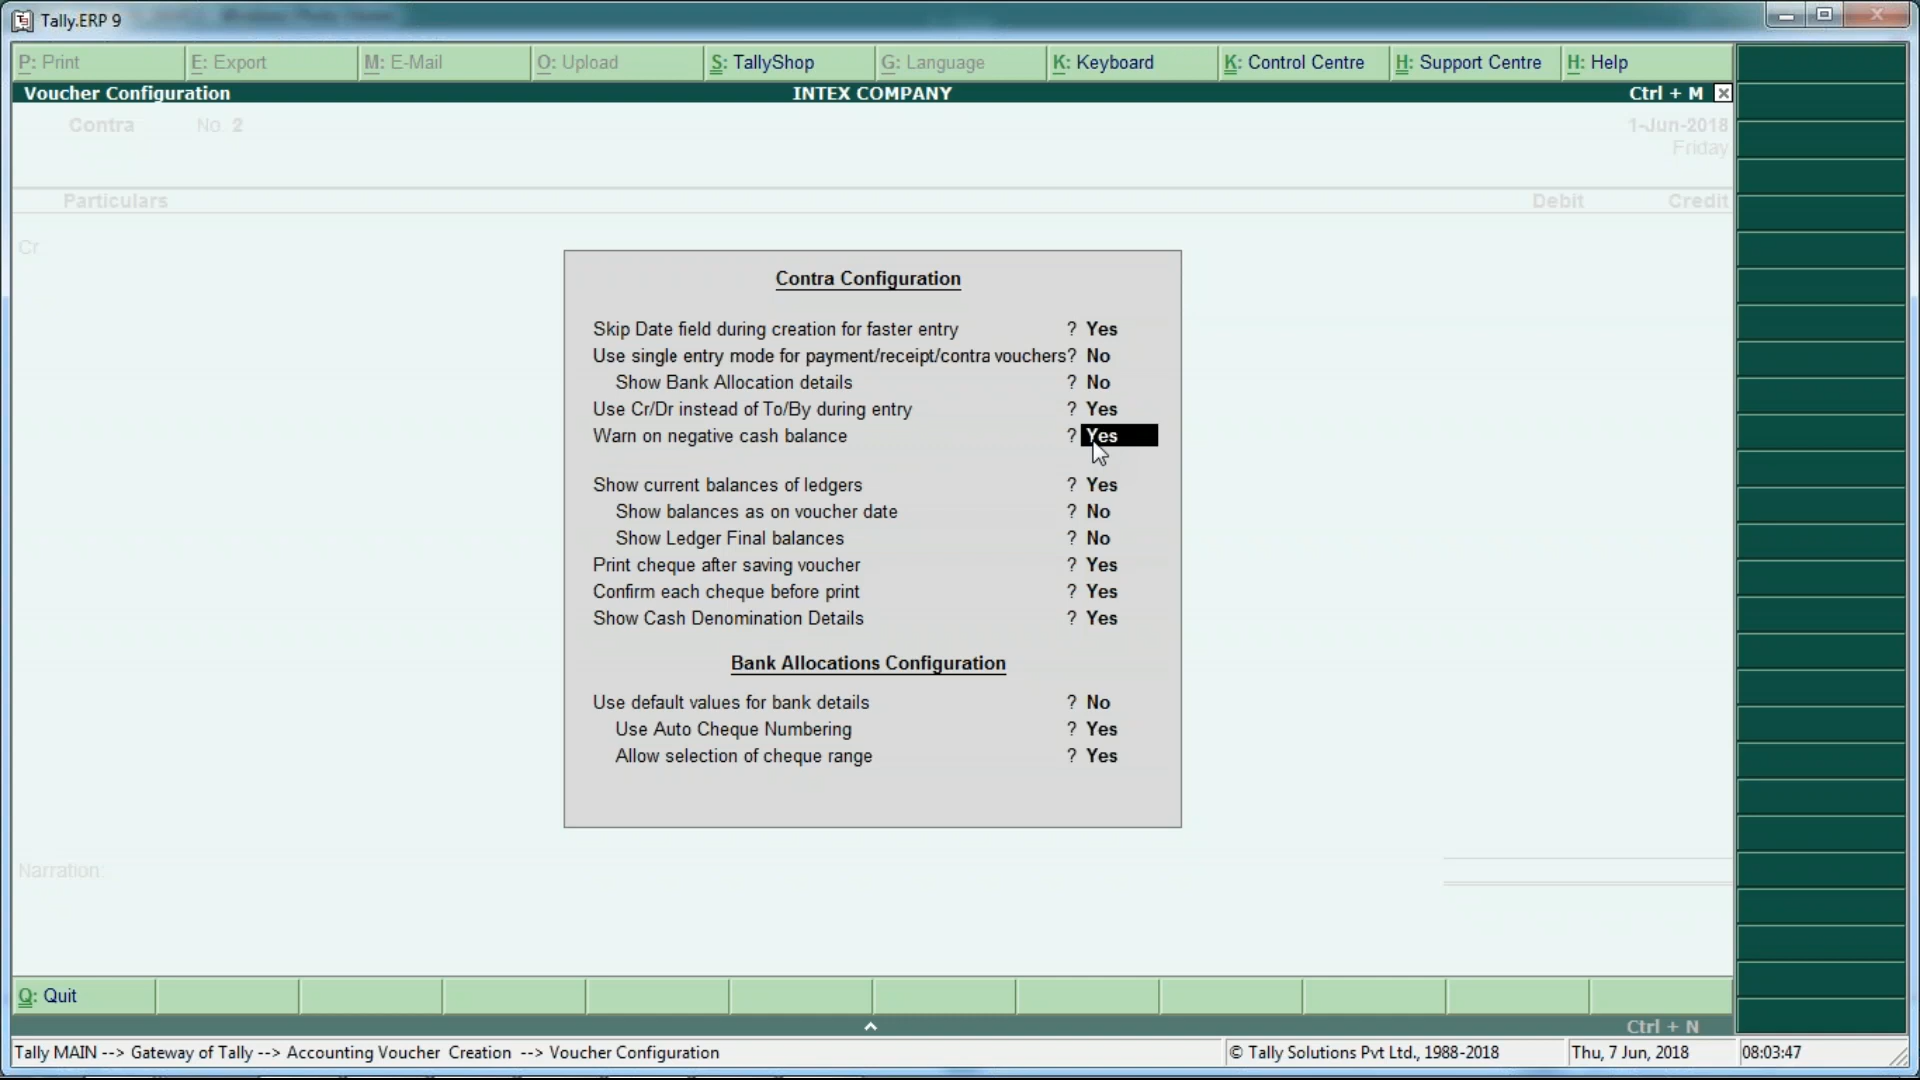 Tally.ERP 9
P: Print E: Export M: E-Mail O: Upload S: TallyShop G: Language K: Keyboard K: Control Centre H: Support Centre H: Help
Voucher Configuration INTEX COMPANY Ctrl + M
Contra No. 2 1-Jun-2018
Friday
Particulars Debit Credit
Cr
Contra Configuration
Skip Date field during creation for faster entry ? Yes
Use single entry mode for payment/receipt/contra vouchers? No
Show Bank Allocation details ? No
Use Cr/Dr instead of To/By during entry ? Yes
Warn on negative cash balance ? Yes
Show current balances of ledgers ? Yes
Show balances as on voucher date ? No
Show Ledger Final balances ? No
Print cheque after saving voucher ? Yes
Confirm each cheque before print ? Yes
Show Cash Denomination Details ? Yes
Bank Allocations Configuration
Use default values for bank details ? No
Use Auto Cheque Numbering ? Yes
Allow selection of cheque range ? Yes
Narration:
Q: Quit
Ctrl + N
Tally MAIN --> Gateway of Tally --> Accounting Voucher Creation --> Voucher Configuration © Tally Solutions Pvt Ltd., 1988-2018 Thu, 7 Jun, 2018 08:03:47